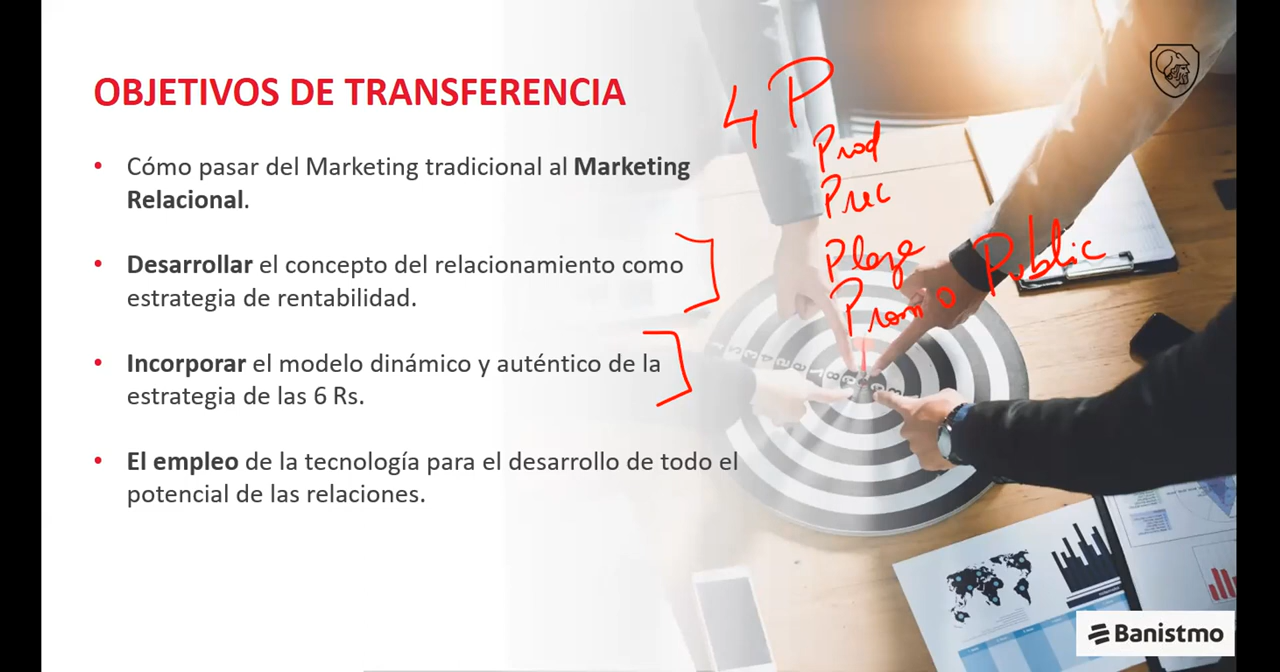 OBJETIVOS DE TRANSFERENCIA
• Cómo pasar del Marketing tradicional al Marketing
Relacional.
• Desarrollar el concepto del relacionamiento como
estrategia de rentabilidad.
• Incorporar el modelo dinámico y auténtico de la
estrategia de las 6 Rs.
• El empleo de la tecnología para el desarrollo de todo el
potencial de las relaciones.
4 P
Prod
Prec
Plaza
Promo o Public
Banistmo